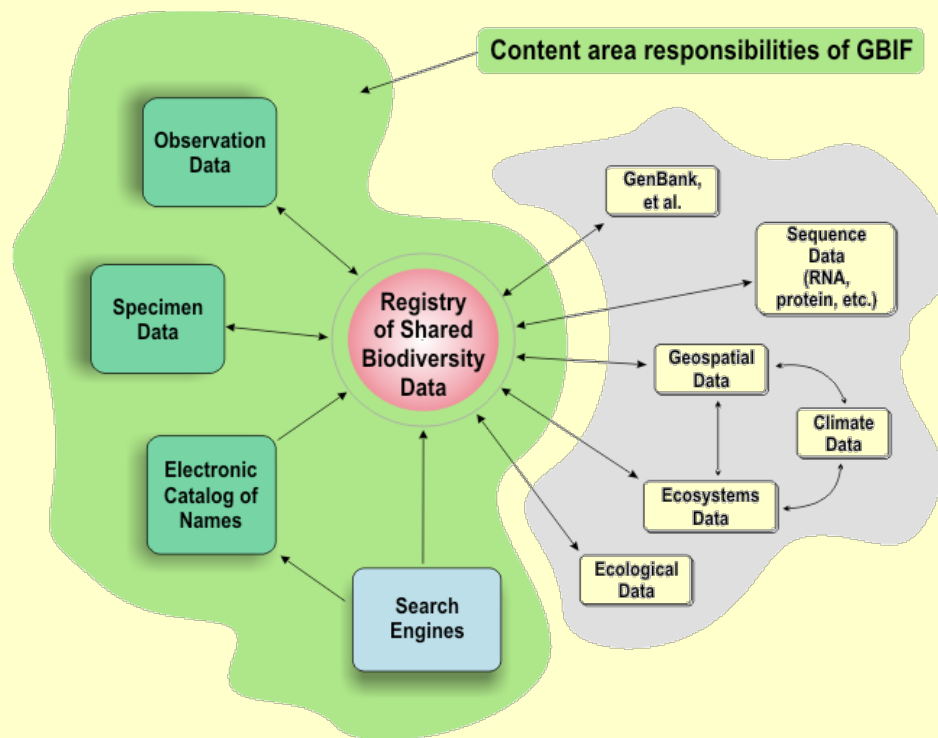 Content area responsibilities of GBIF
Observation
Data
GenBank,
et al.
Sequence
Data
(RNA,
protein, etc.)
Specimen
Data
Registry
of Shared
Biodiversity
Data
Geospatial
Data
Climate
Data
Electronic
Catalog of
Names
Ecosystems
Data
Ecological
Data
Search
Engines